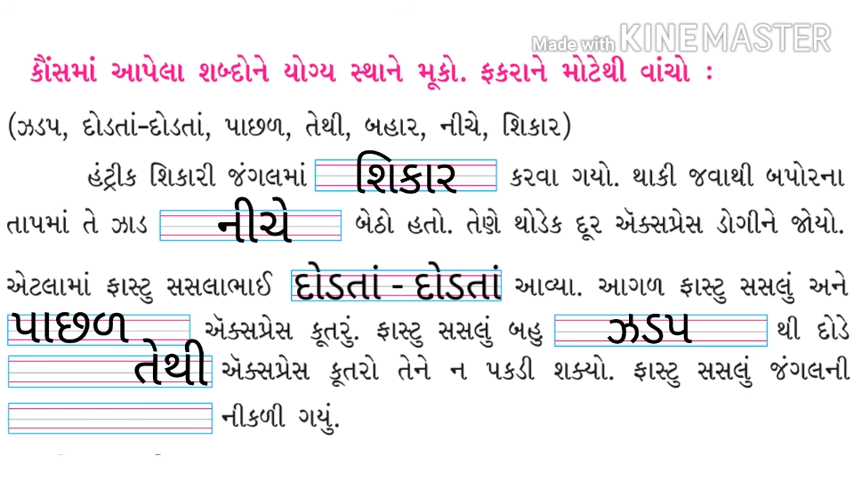 Made with KINEMASTER
કૌંસમાં આપેલા શબ્દોને યોગ્ય સ્થાને મૂકો. ફકરાને મોટેથી વાંચો :
(ઝડપ, દોડતાં-દોડતાં, પાછળ, તેથી, બહાર, નીચે, શિકાર)
હંટ્રીક શિકારી જંગલમાં શિકાર કરવા ગયો. થાકી જવાથી બપોરના
તાપમાં તે ઝાડ નીચે બેઠો હતો. તેણે થોડેક દૂર ઍક્સપ્રેસ ડોગીને જોયો.
એટલામાં ફાસ્ટુ સસલાભાઈ દોડતાં - દોડતાં આવ્યા. આગળ ફાસ્ટુ સસલું અને
પાછળ ઍક્સપ્રેસ કૂતરું. ફાસ્ટુ સસલું બહુ ઝડપ થી દોડે
તેથી ઍક્સપ્રેસ કૂતરો તેને ન પકડી શક્યો. ફાસ્ટુ સસલું જંગલની
નીકળી ગયું.